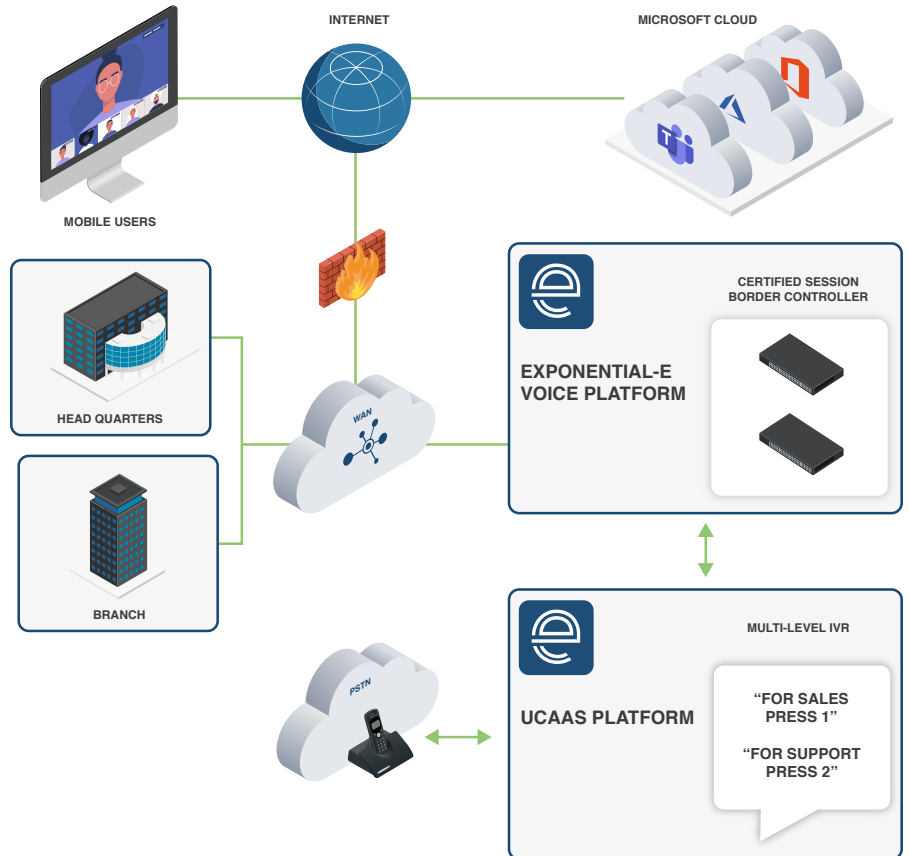 INTERNET
MICROSOFT CLOUD
T
MOBILE USERS
CERTIFIED SESSION
BORDER CONTROLLER
EXPONENTIAL-E
VOICE PLATFORM
HEAD QUARTERS
WAN
BRANCH
MULTI-LEVEL IVR
PSTN
UCAAS PLATFORM
“FOR SALES
PRESS 1”
“FOR SUPPORT
PRESS 2”